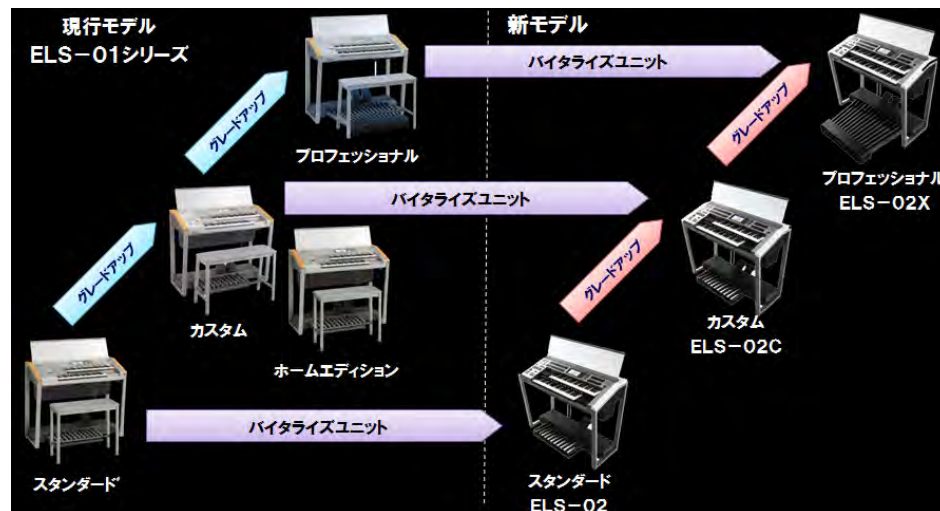 現行モデル
ELS-01シリーズ
新モデル
バイタライズユニット
グレードアップ
グレードアップ
プロフェッショナル
プロフェッショナル
ELS-02X
バイタライズユニット
グレードアップ
グレードアップ
カスタム
カスタム
ELS-02C
ホームエディション
バイタライズユニット
スタンダード
スタンダード
ELS-02